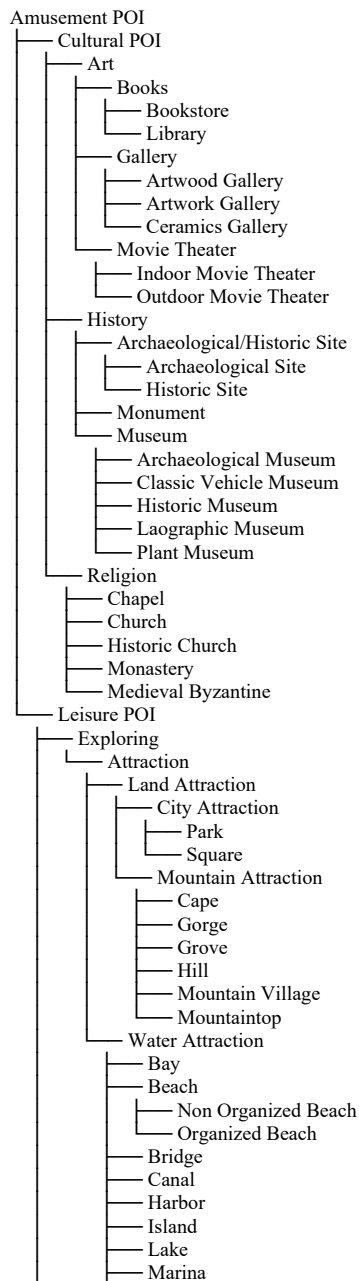 Amusement POI
Cultural POI
Art
Books
Bookstore
Library
Gallery
Artwood Gallery
Artwork Gallery
Ceramics Gallery
Movie Theater
Indoor Movie Theater
Outdoor Movie Theater
History
Archaeological/Historic Site
Archaeological Site
Historic Site
Monument
Museum
Archaeological Museum
Classic Vehicle Museum
Historic Museum
Laographic Museum
Plant Museum
Religion
Chapel
Church
Historic Church
Monastery
Medieval Byzantine
Leisure POI
Exploring
Attraction
Land Attraction
City Attraction
Park
Square
Mountain Attraction
Cape
Gorge
Grove
Hill
Mountain Village
Mountaintop
Water Attraction
Bay
Beach
Non Organized Beach
Organized Beach
Bridge
Canal
Harbor
Island
Lake
Marina